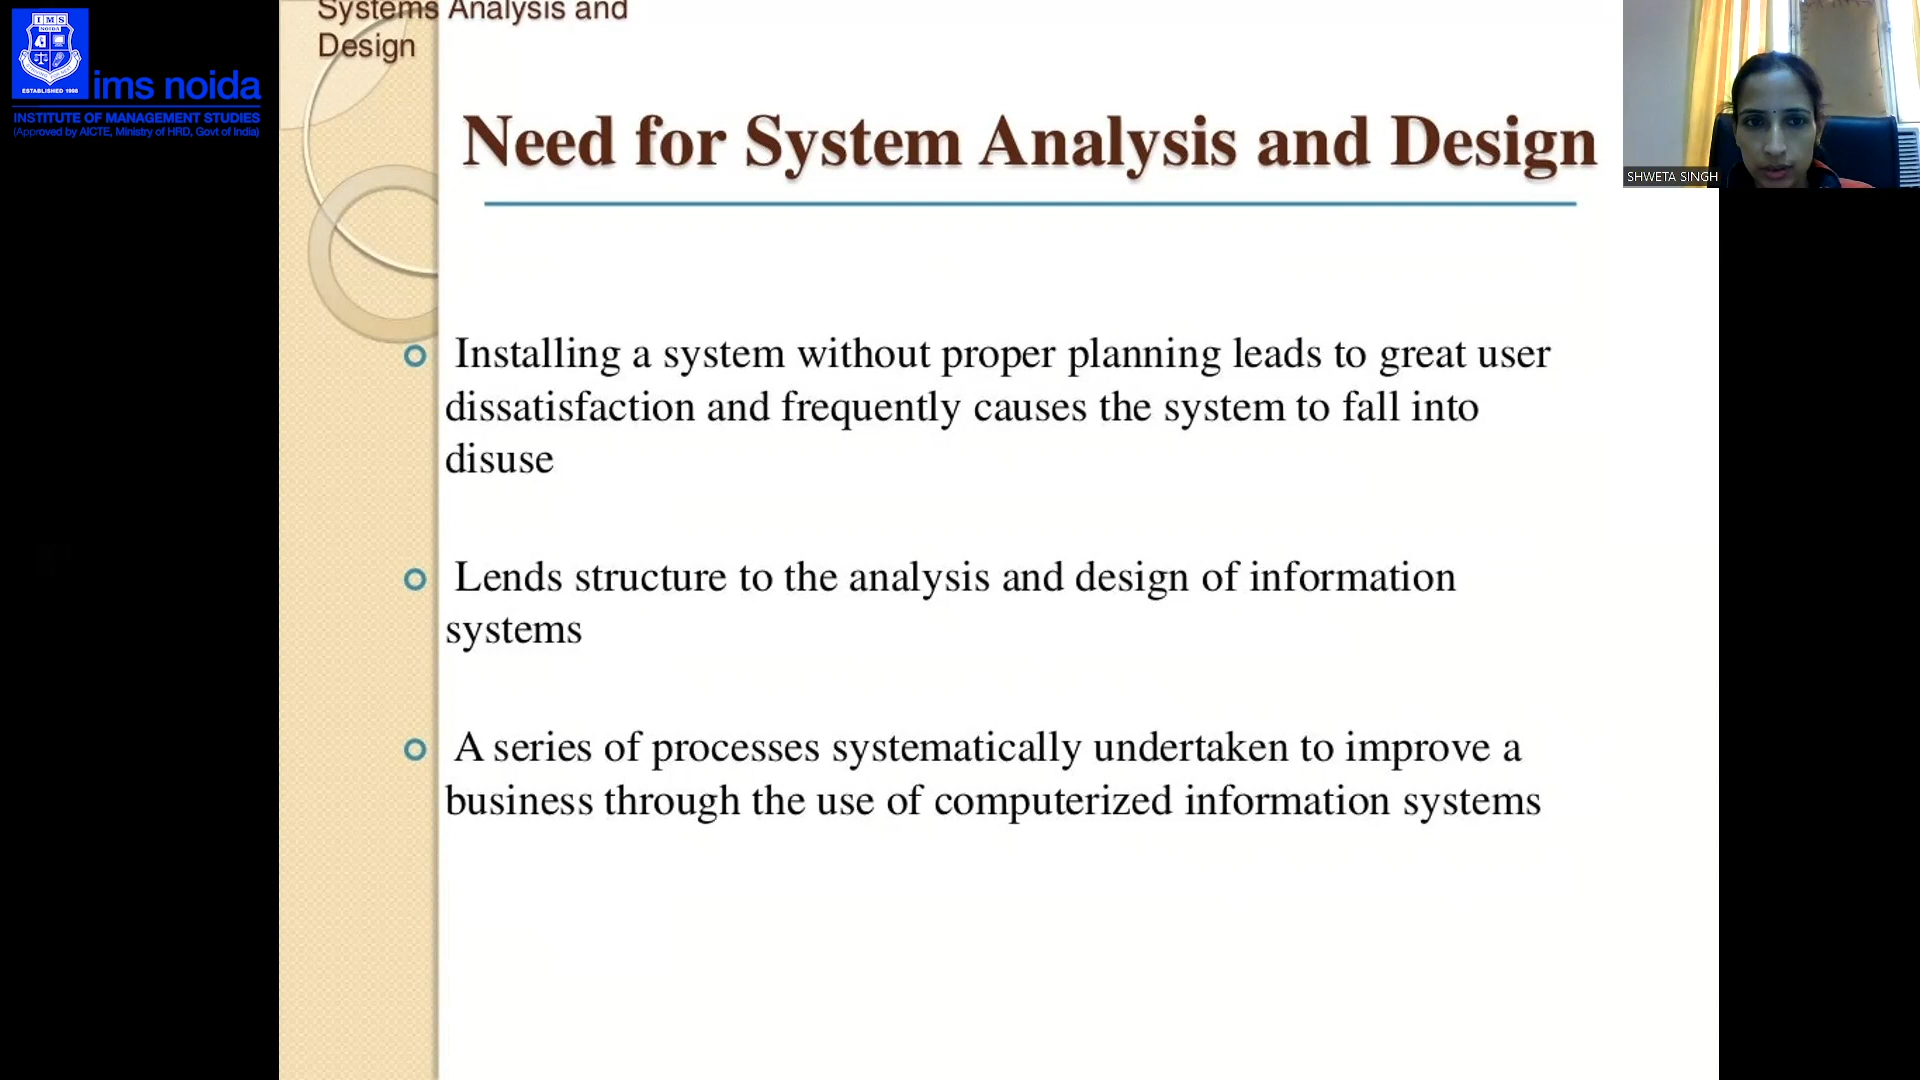 Systems Analysis and
Design
IMS
NOIDA
ESTABLISHED 1998
ims noida
INSTITUTE OF MANAGEMENT STUDIES
(Approved by AICTE, Ministry of HRD, Govt of India)
Need for System Analysis and Design
SHWETA SINGH
Installing a system without proper planning leads to great user
dissatisfaction and frequently causes the system to fall into
disuse
Lends structure to the analysis and design of information
systems
A series of processes systematically undertaken to improve a
business through the use of computerized information systems